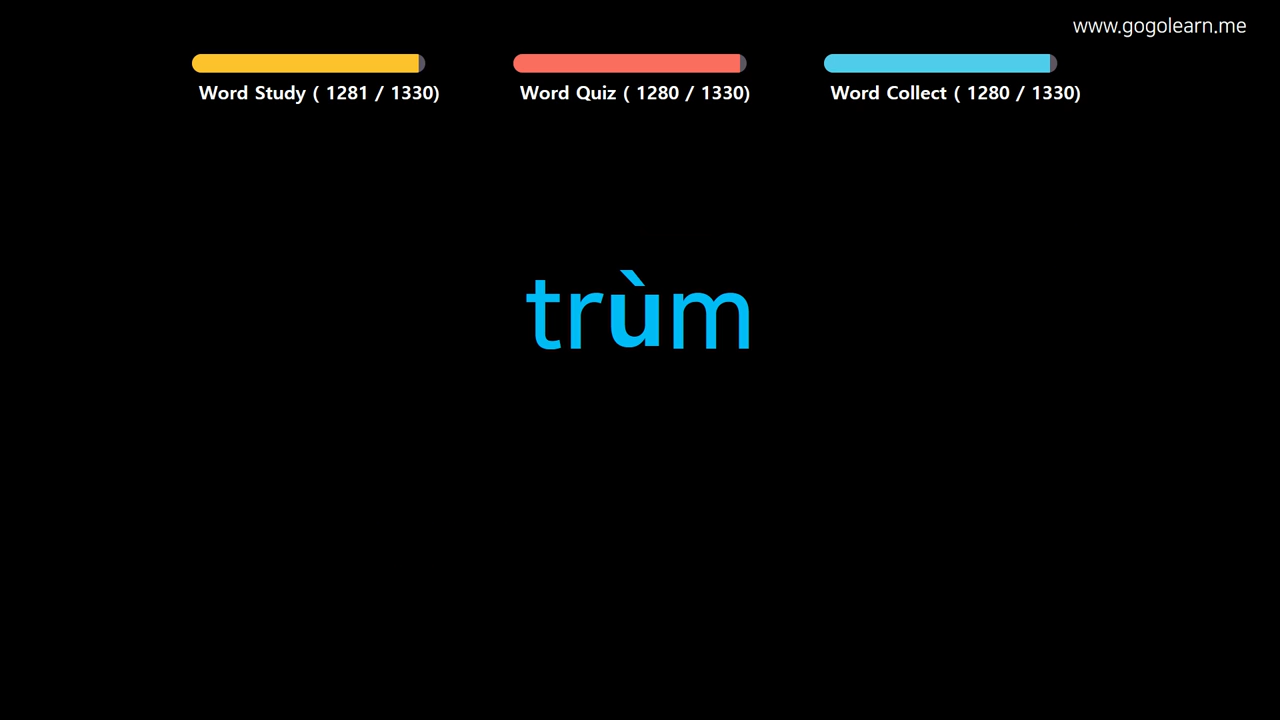 www.gogolearn.me
Word Study ( 1281 / 1330)
Word Quiz ( 1280 / 1330)
Word Collect ( 1280 / 1330)
trùm